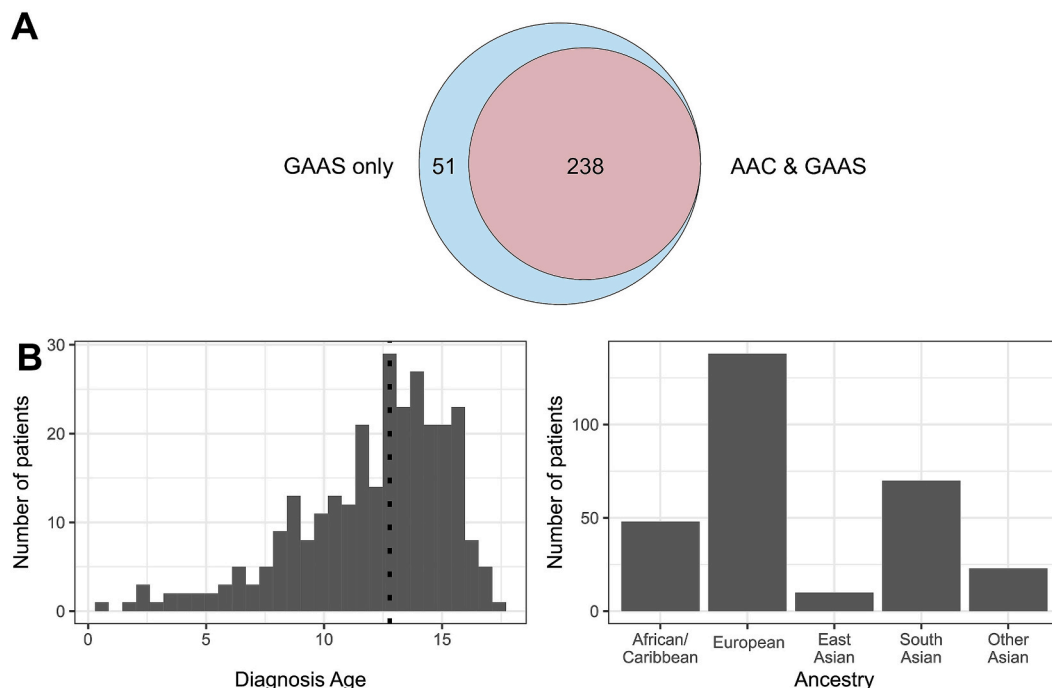 A
GAAS only
51
238
AAC & GAAS
B
Number of patients
30
20
10
0
0
5
10
15
Diagnosis Age
Number of patients
100
50
0
African/
Caribbean
European
East
Asian
South
Asian
Other
Asian
Ancestry